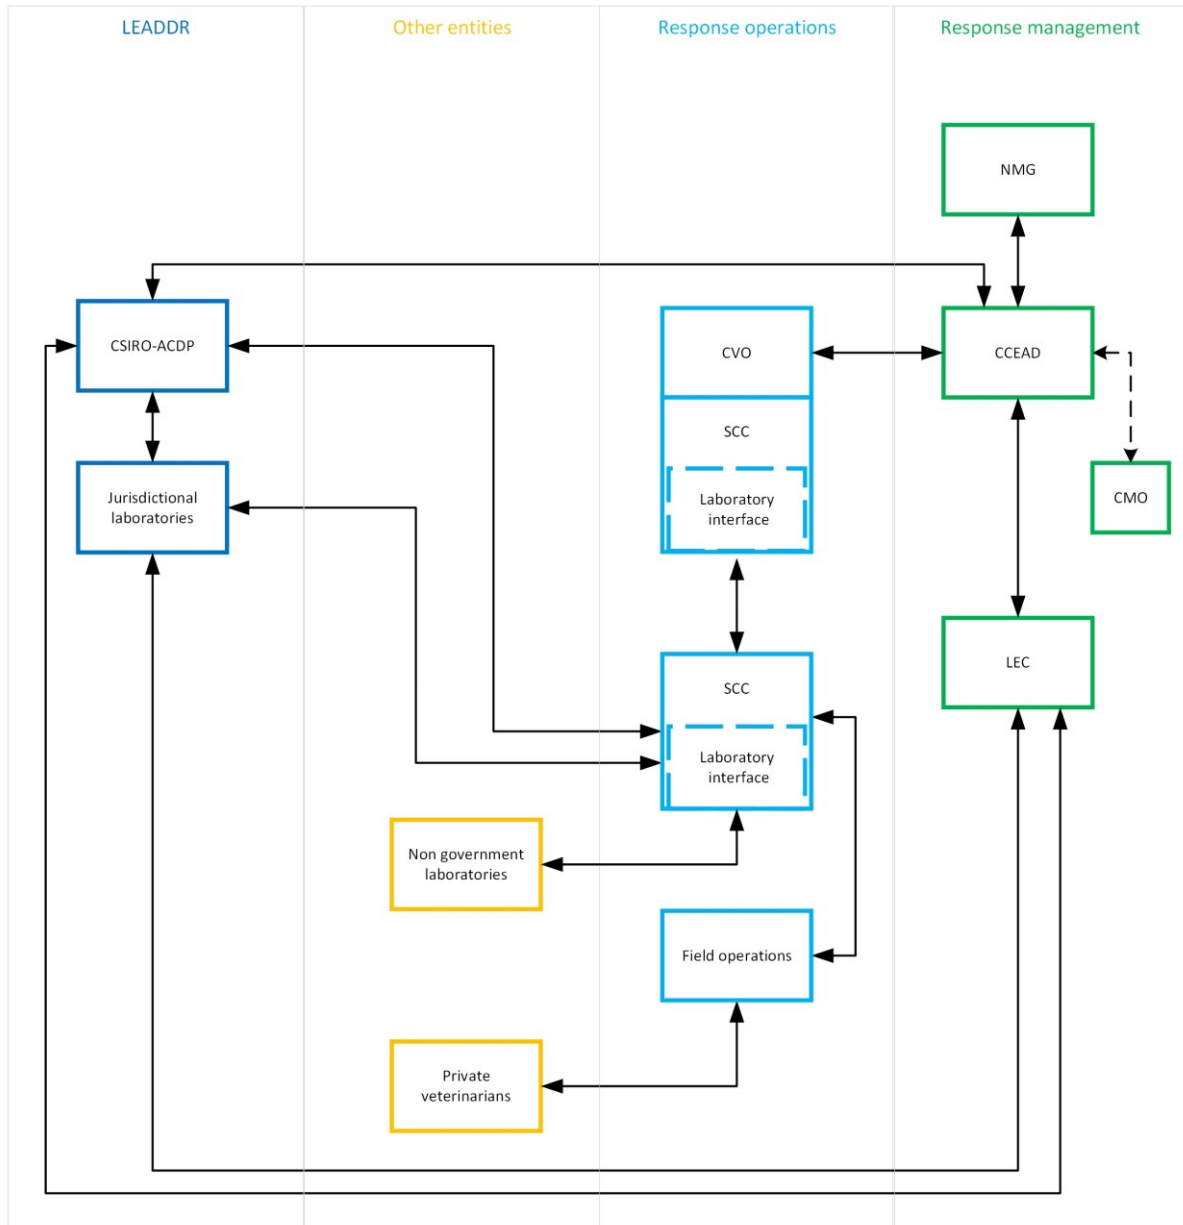 LEADDR
Other entities
Response operations
Response management
NMG
CSIRO-ACDP
CVO
CCEAD
SCC
Jurisdictional
laboratories
Laboratory
interface
CMO
SCC
LEC
Laboratory
interface
Non government
laboratories
Field operations
Private
veterinarians